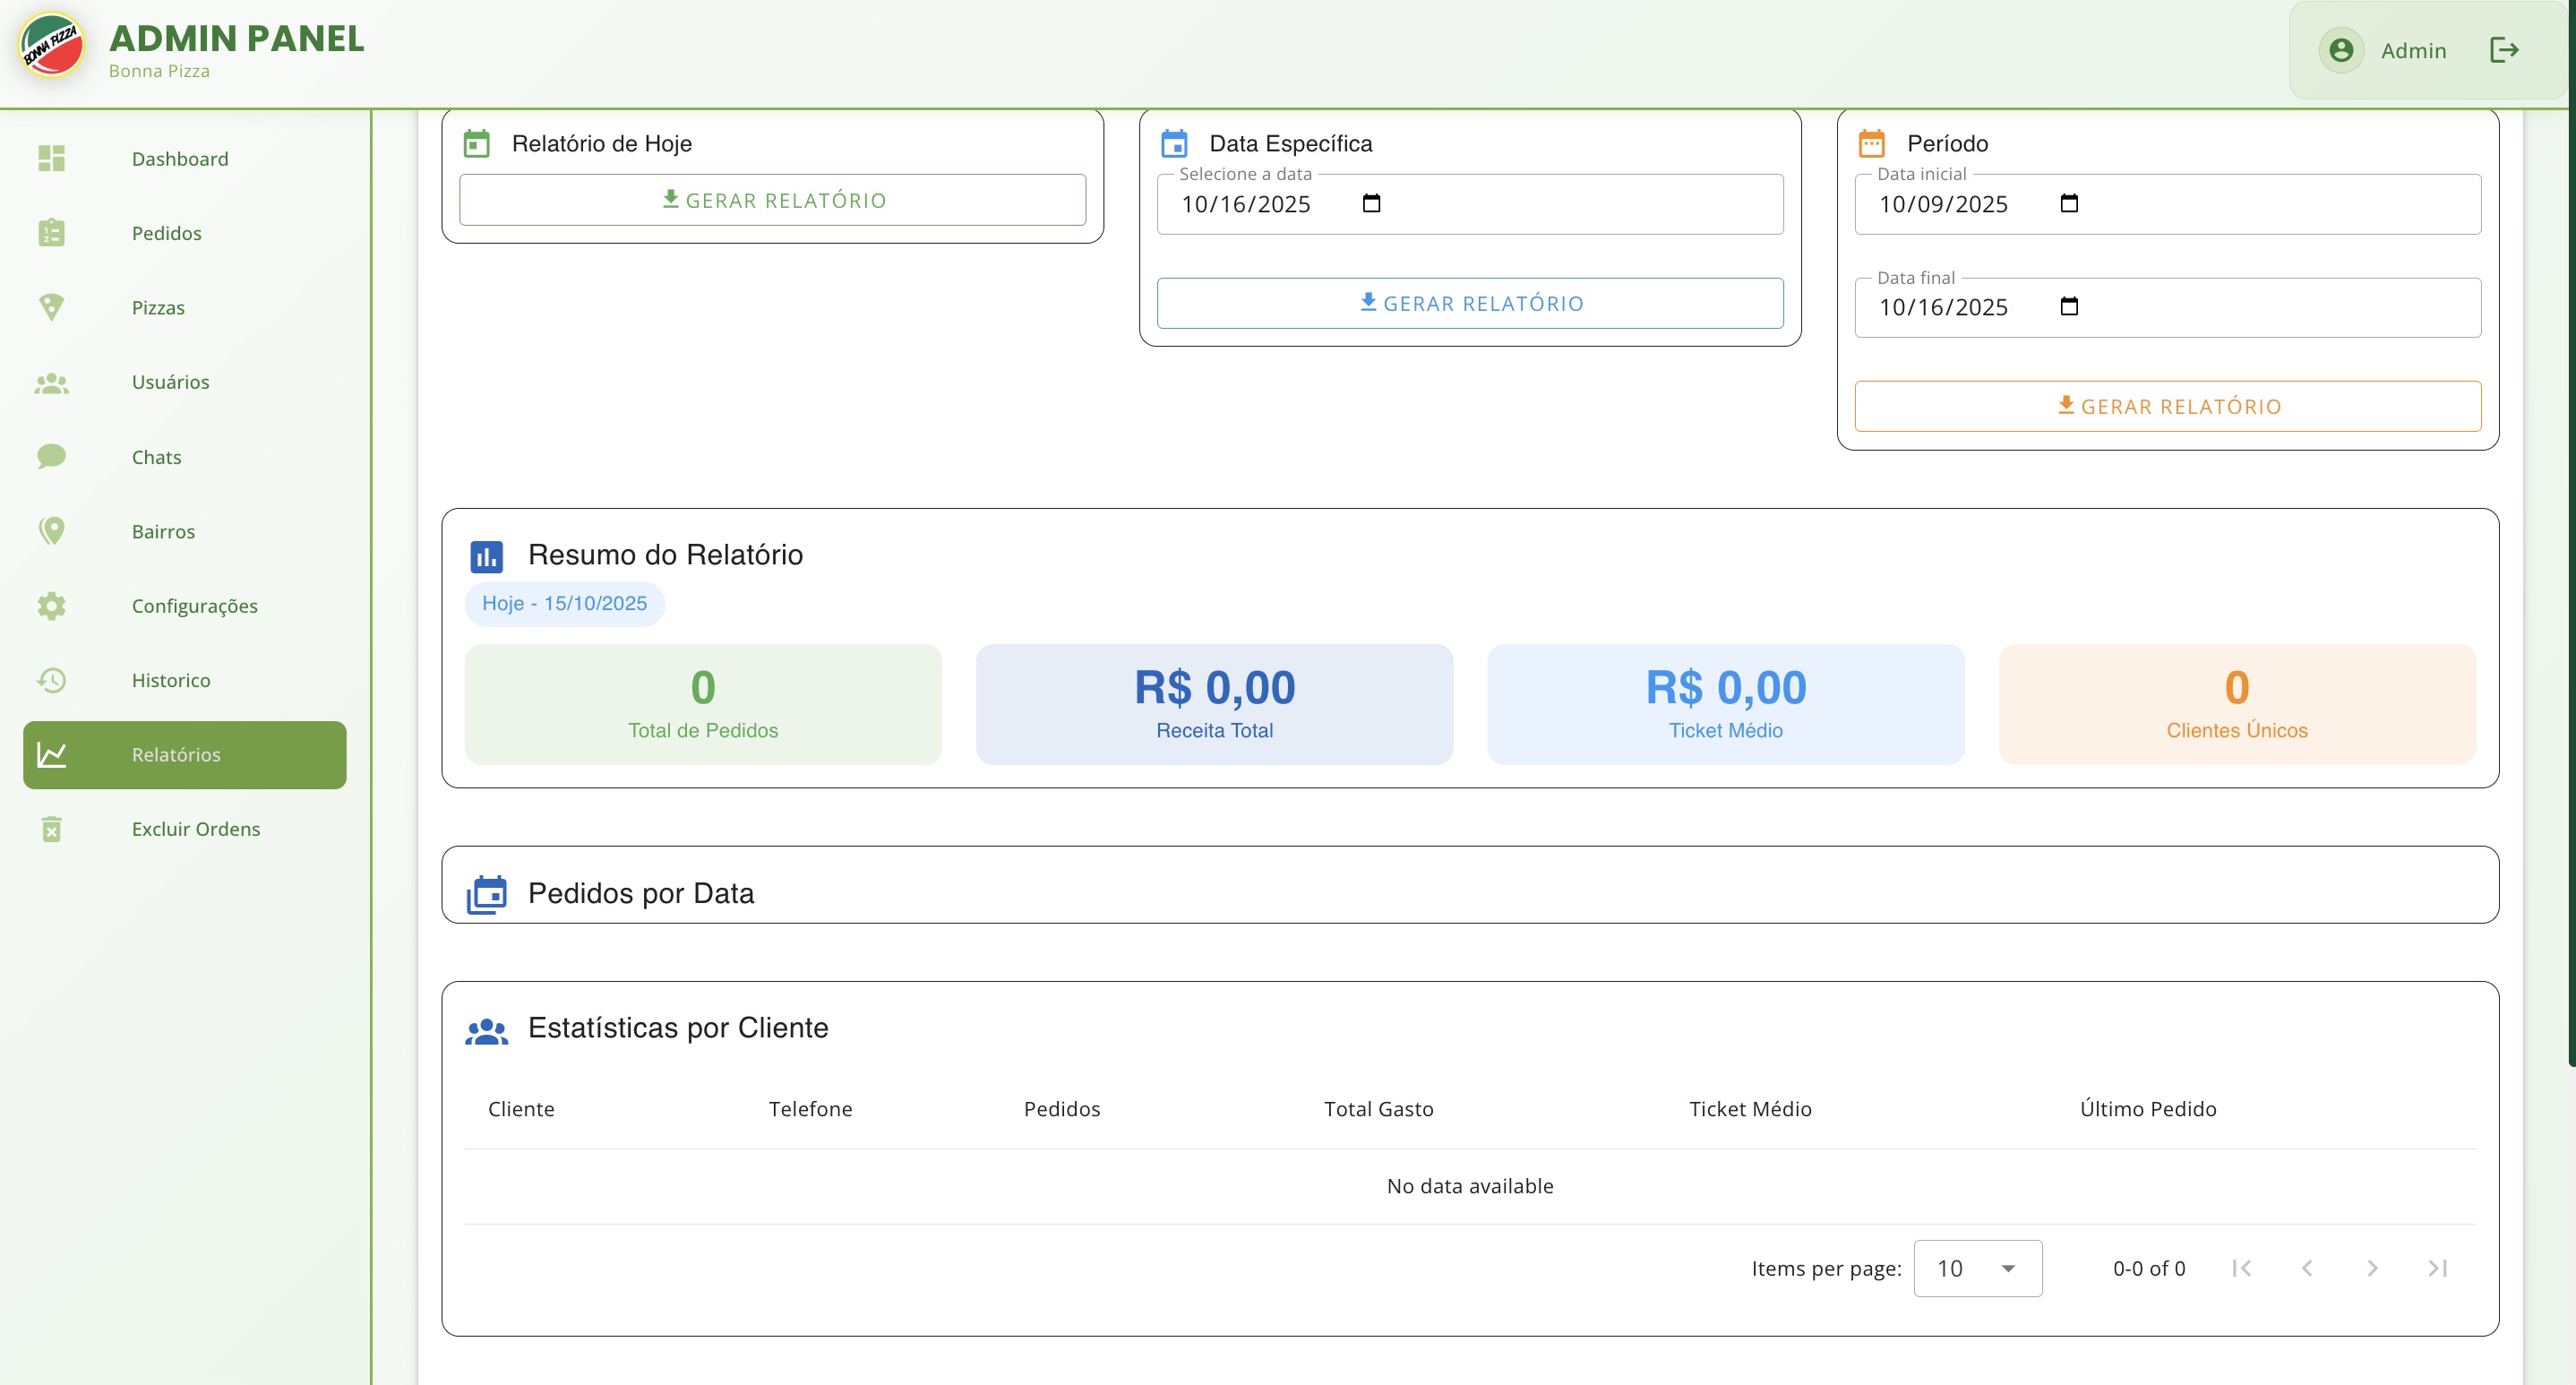 BONNA PIZZA
ADMIN PANEL
Bonna Pizza
Admin
Dashboard
Pedidos
Pizzas
Usuários
Chats
Bairros
Configurações
Historico
Relatórios
Excluir Ordens
Relatório de Hoje
GERAR RELATÓRIO
Data Específica
Selecione a data
10/16/2025
GERAR RELATÓRIO
Período
Data inicial
10/09/2025
Data final
10/16/2025
GERAR RELATÓRIO
Resumo do Relatório
Hoje - 15/10/2025
0
Total de Pedidos
R$ 0,00
Receita Total
R$ 0,00
Ticket Médio
0
Clientes Únicos
Pedidos por Data
Estatísticas por Cliente
Cliente Telefone Pedidos Total Gasto Ticket Médio Último Pedido
No data available
Items per page: 10 0-0 of 0